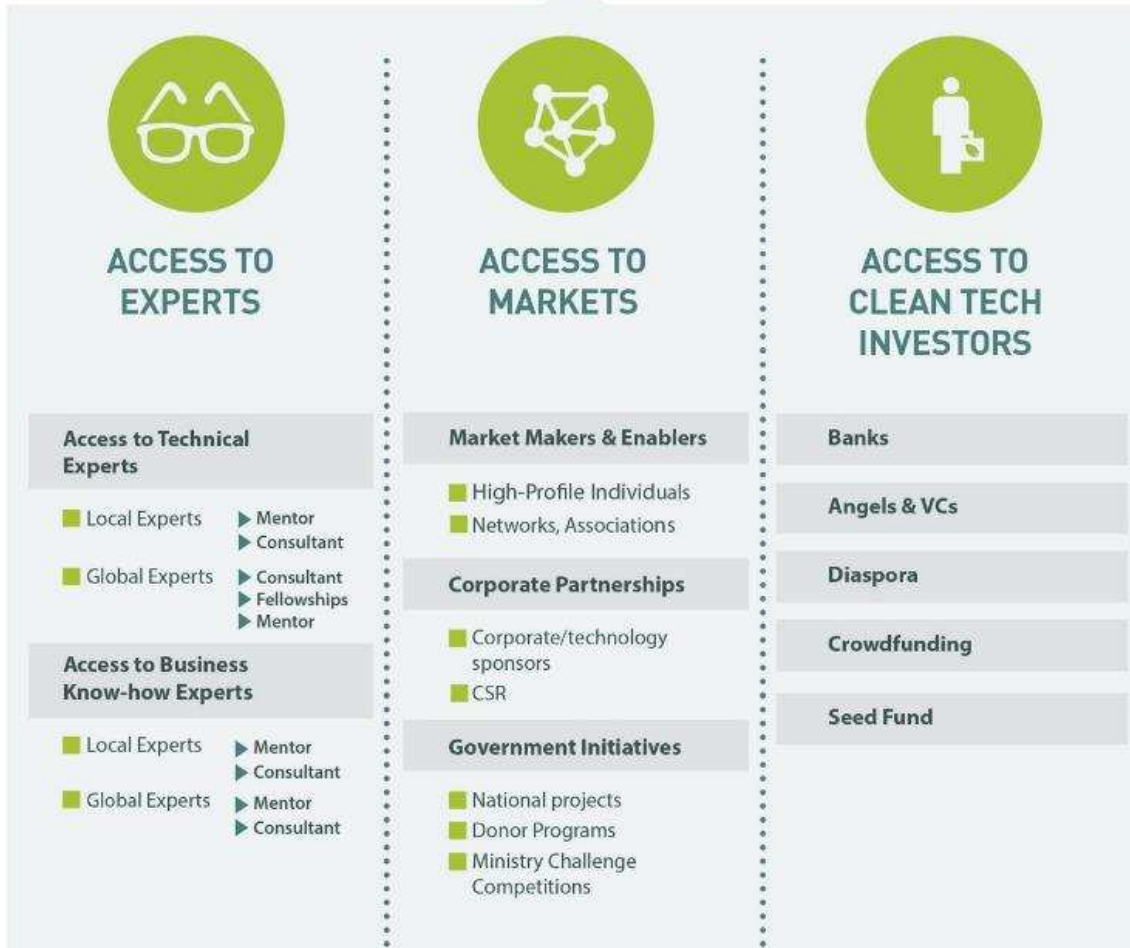 ACCESS TO
EXPERTS
Access to Technical
Experts
Local Experts
Mentor
Consultant
Global Experts
Consultant
Fellowships
Mentor
Access to Business
Know-how Experts
Local Experts
Mentor
Consultant
Global Experts
Mentor
Consultant
ACCESS TO
MARKETS
Market Makers & Enablers
High-Profile Individuals
Networks, Associations
Corporate Partnerships
Corporate/technology
sponsors
CSR
Government Initiatives
National projects
Donor Programs
Ministry Challenge
Competitions
ACCESS TO
CLEAN TECH
INVESTORS
Banks
Angels & VCs
Diaspora
Crowdfunding
Seed Fund